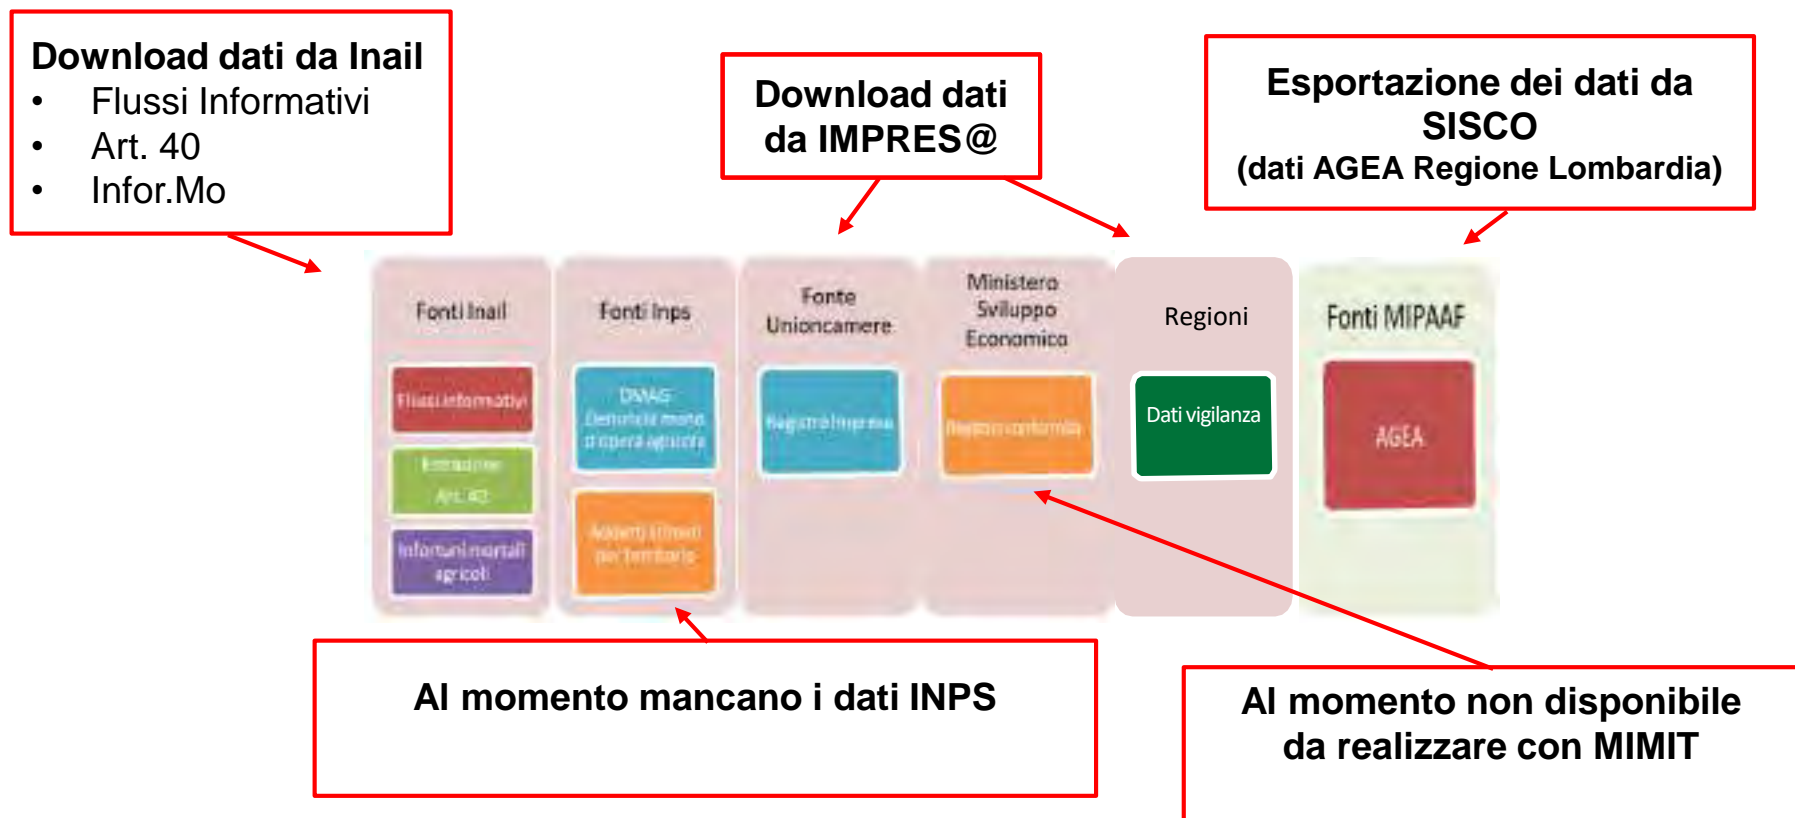 Download dati da Inail
• Flussi Informativi
• Art. 40
• Infor.Mo
Download dati
da IMPRES@
Esportazione dei dati da
SISCO
(dati AGEA Regione Lombardia)
Fonti Inail
Flussi informativi
Estrazione
Art. 40
Infortuni mortali
agricoli
Fonti Inps
DMAG
Denuncia mano
d'opera agricola
per territorio
Fonte
Unioncamere
Registro Imprese
Ministero
Sviluppo
Economico
Regioni
Dati vigilanza
Fonti MIPAAF
AGEA
Al momento mancano i dati INPS
Al momento non disponibile
da realizzare con MIMIT